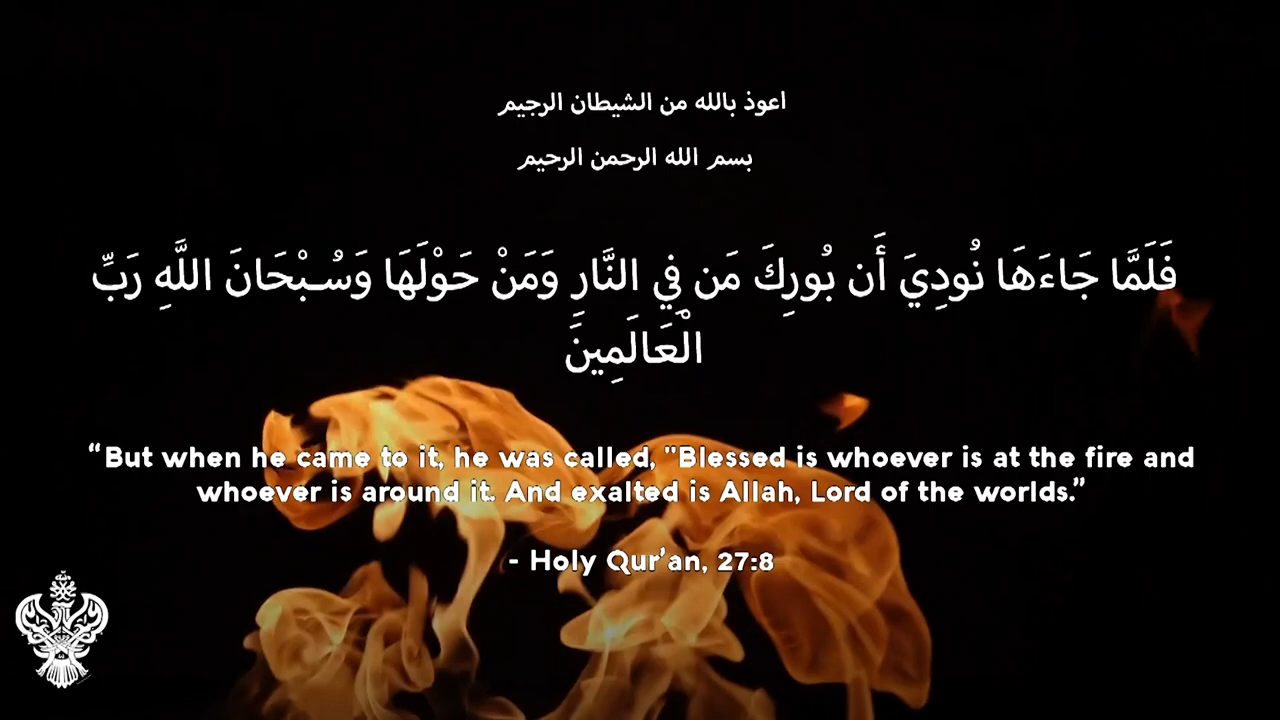 اعوذ بالله من الشيطان الرجيم
بسم الله الرحمن الرحيم
فَلَمَّا جَاءَهَا نُودِيَ أَن بُورِكَ مَن فِي النَّارِ وَمَنْ حَوْلَهَا وَسُبْحَانَ اللَّهِ رَبِّ
الْعَالَمِينََ
“But when he came to it, he was called, "Blessed is whoever is at the fire and
whoever is around it. And exalted is Allah, Lord of the worlds.”
- Holy Qur'an, 27:8